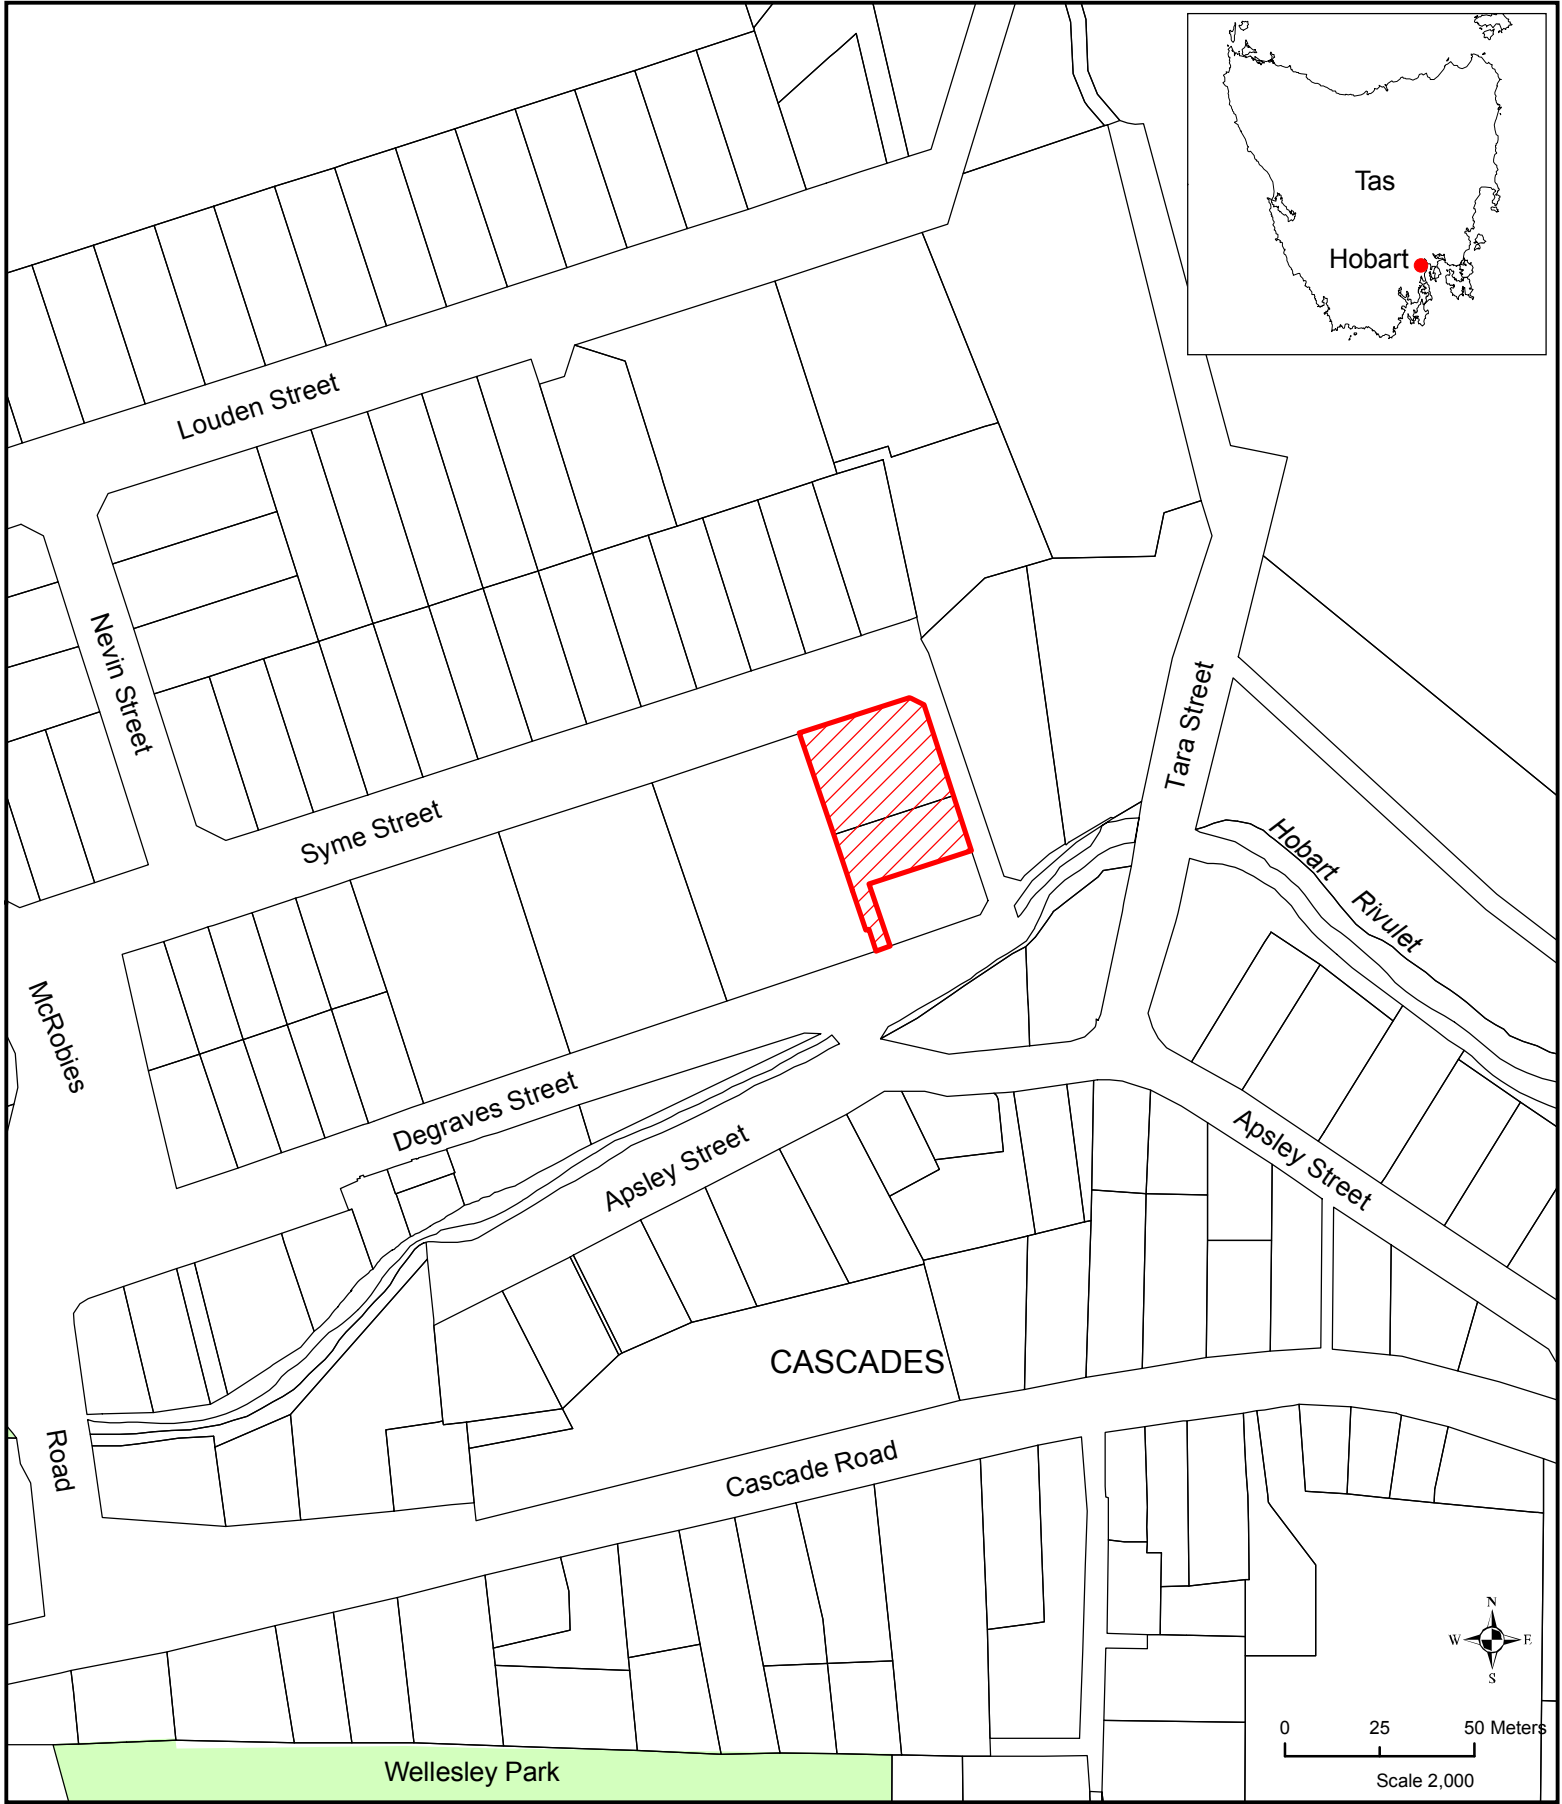 Tas
Hobart
Louden Street
Nevin Street
Tara Street
Syme Street
Hobart
Rivulet
McRobies
Degraves Street
Apsley Street
Apsley Street
CASCADES
Road
Cascade Road
N
W E
S
0 25 50 Meters
Scale 2,000
Wellesley Park